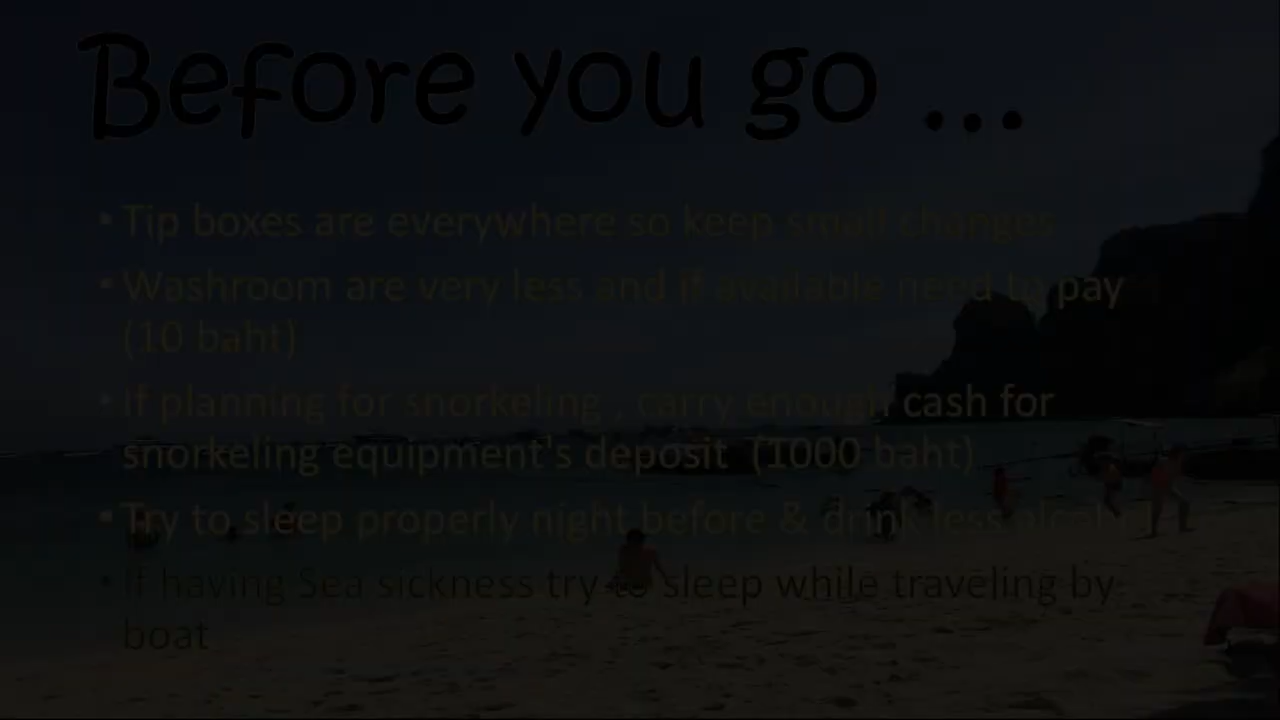 Before you go ...
• Tip boxes are everywhere so keep small changes
• Washroom are very less and if available need to pay
(10 baht)
• If planning for snorkeling , carry enough cash for
snorkeling equipment's deposit (1000 baht)
• Try to sleep properly night before & drink less
• If having Sea sickness try to sleep while traveling by
boat